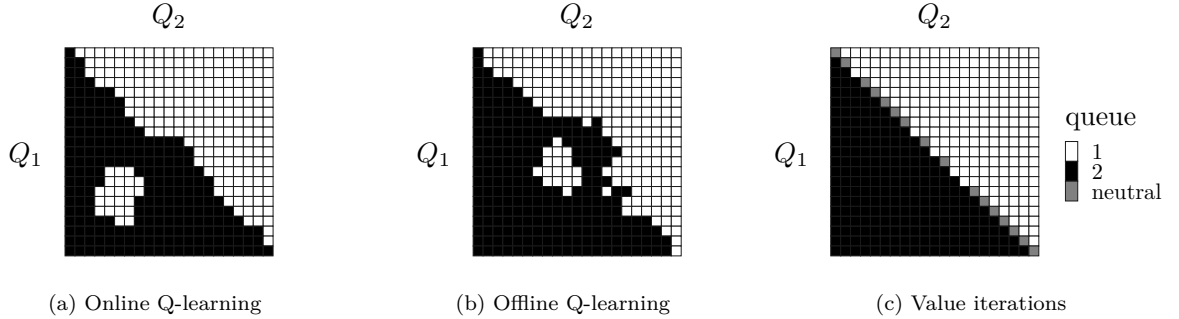 Q2
Q2
Q2
Q1
Q1
Q1
queue
1
2
neutral
(a) Online Q-learning
(b) Offline Q-learning
(c) Value iterations